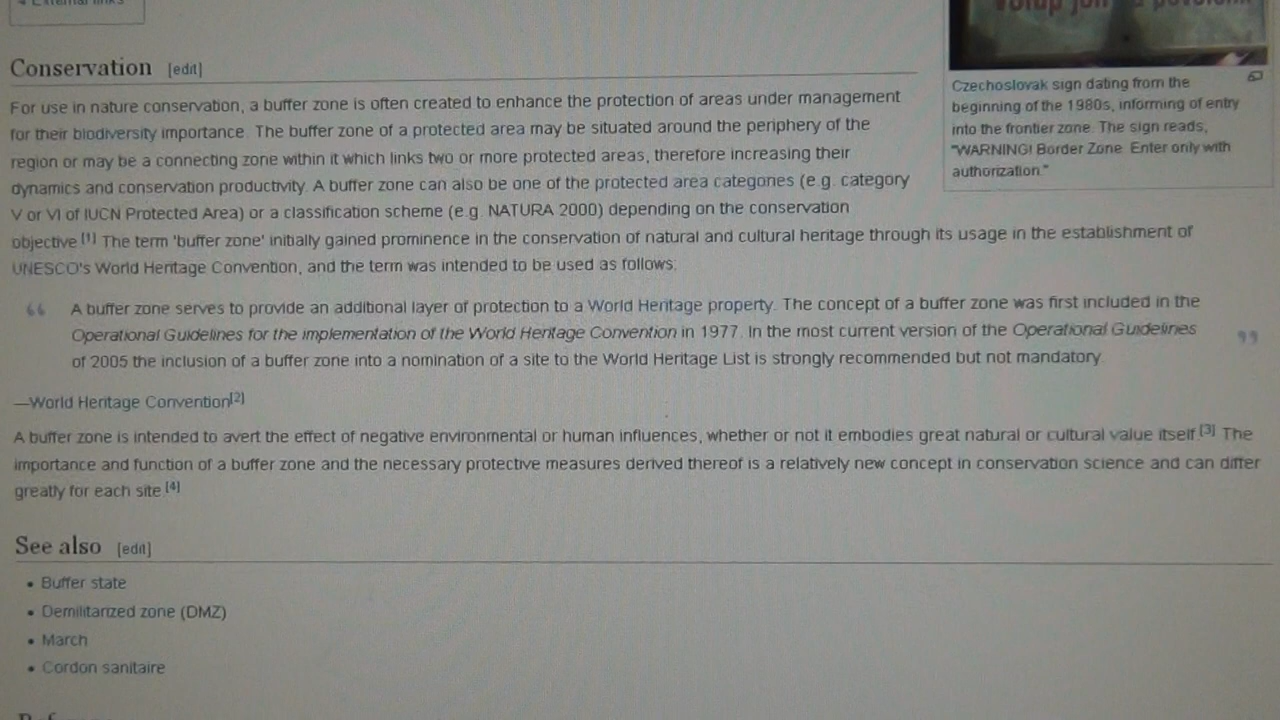 4 External links
Conservation [edit]
For use in nature conservation, a buffer zone is often created to enhance the protection of areas under management
for their biodiversity importance. The buffer zone of a protected area may be situated around the periphery of the
region or may be a connecting zone within it which links two or more protected areas, therefore increasing their
dynamics and conservation productivity. A buffer zone can also be one of the protected area categories (e.g. category
V or VI of IUCN Protected Area) or a classification scheme (e.g. NATURA 2000) depending on the conservation
objective.[1] The term 'buffer zone' initially gained prominence in the conservation of natural and cultural heritage through its usage in the establishment of
UNESCO's World Heritage Convention, and the term was intended to be used as follows:
“ A buffer zone serves to provide an additional layer of protection to a World Heritage property. The concept of a buffer zone was first included in the
Operational Guidelines for the implementation of the World Heritage Convention in 1977. In the most current version of the Operational Guidelines
of 2005 the inclusion of a buffer zone into a nomination of a site to the World Heritage List is strongly recommended but not mandatory. ”
—World Heritage Convention[2]
A buffer zone is intended to avert the effect of negative environmental or human influences, whether or not it embodies great natural or cultural value itself.[3] The
importance and function of a buffer zone and the necessary protective measures derived thereof is a relatively new concept in conservation science and can differ
greatly for each site.[4]
See also [edit]
• Buffer state
• Demilitarized zone (DMZ)
• March
• Cordon sanitaire
Czechoslovak sign dating from the
beginning of the 1980s, informing of entry
into the frontier zone. The sign reads,
"WARNING! Border Zone. Enter only with
authorization."